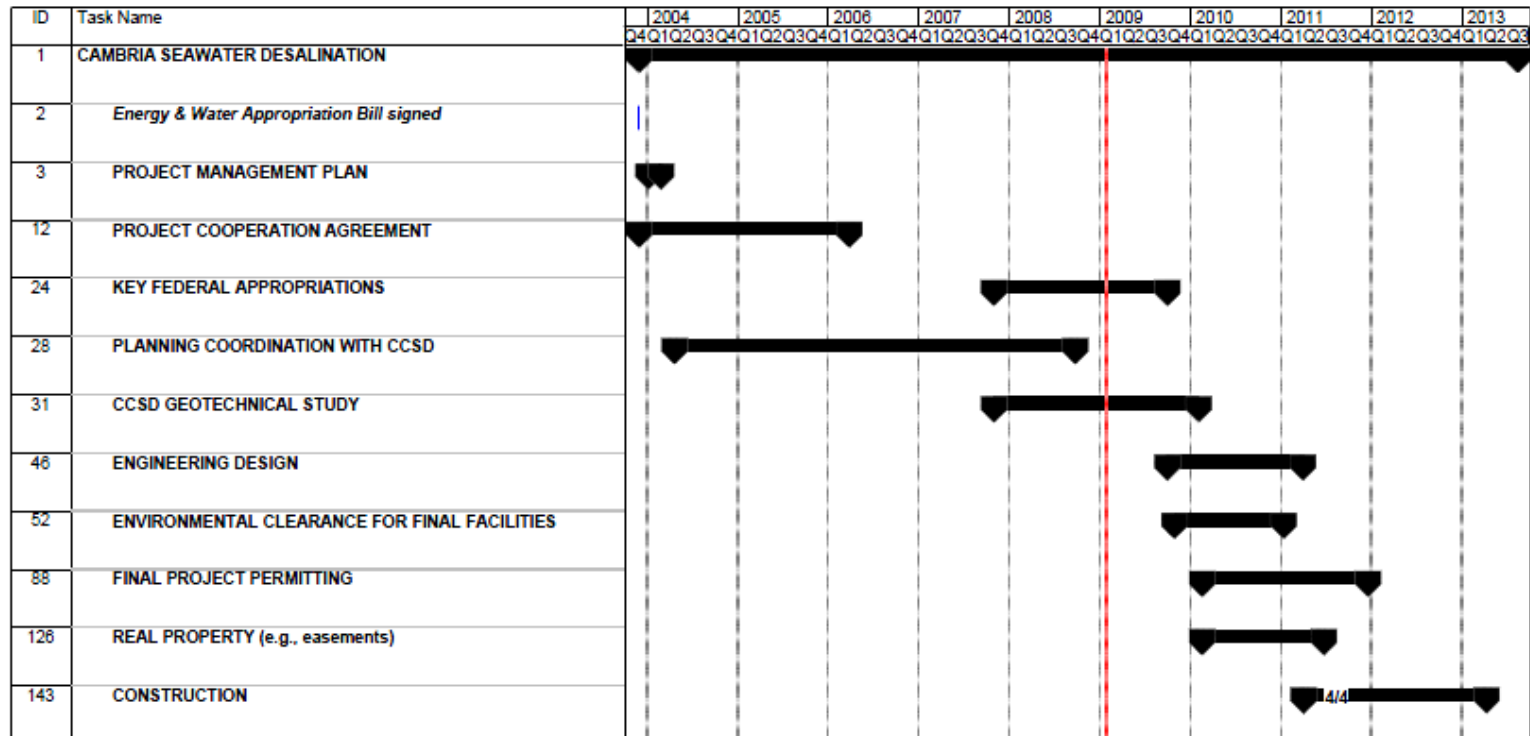 ID Task Name 2004 2005 2006 2007 2008 2009 2010 2011 2012 2013
Q4Q1Q2Q3Q4Q1Q2Q3Q4Q1Q2Q3Q4Q1Q2Q3Q4Q1Q2Q3Q4Q1Q2Q3Q4Q1Q2Q3Q4Q1Q2Q3Q4Q1Q2Q3Q4Q1Q2Q3
1 CAMBRIA SEAWATER DESALINATION
2 Energy & Water Appropriation Bill signed
3 PROJECT MANAGEMENT PLAN
12 PROJECT COOPERATION AGREEMENT
24 KEY FEDERAL APPROPRIATIONS
28 PLANNING COORDINATION WITH CCSD
31 CCSD GEOTECHNICAL STUDY
46 ENGINEERING DESIGN
52 ENVIRONMENTAL CLEARANCE FOR FINAL FACILITIES
88 FINAL PROJECT PERMITTING
126 REAL PROPERTY (e.g., easements)
143 CONSTRUCTION 4/4